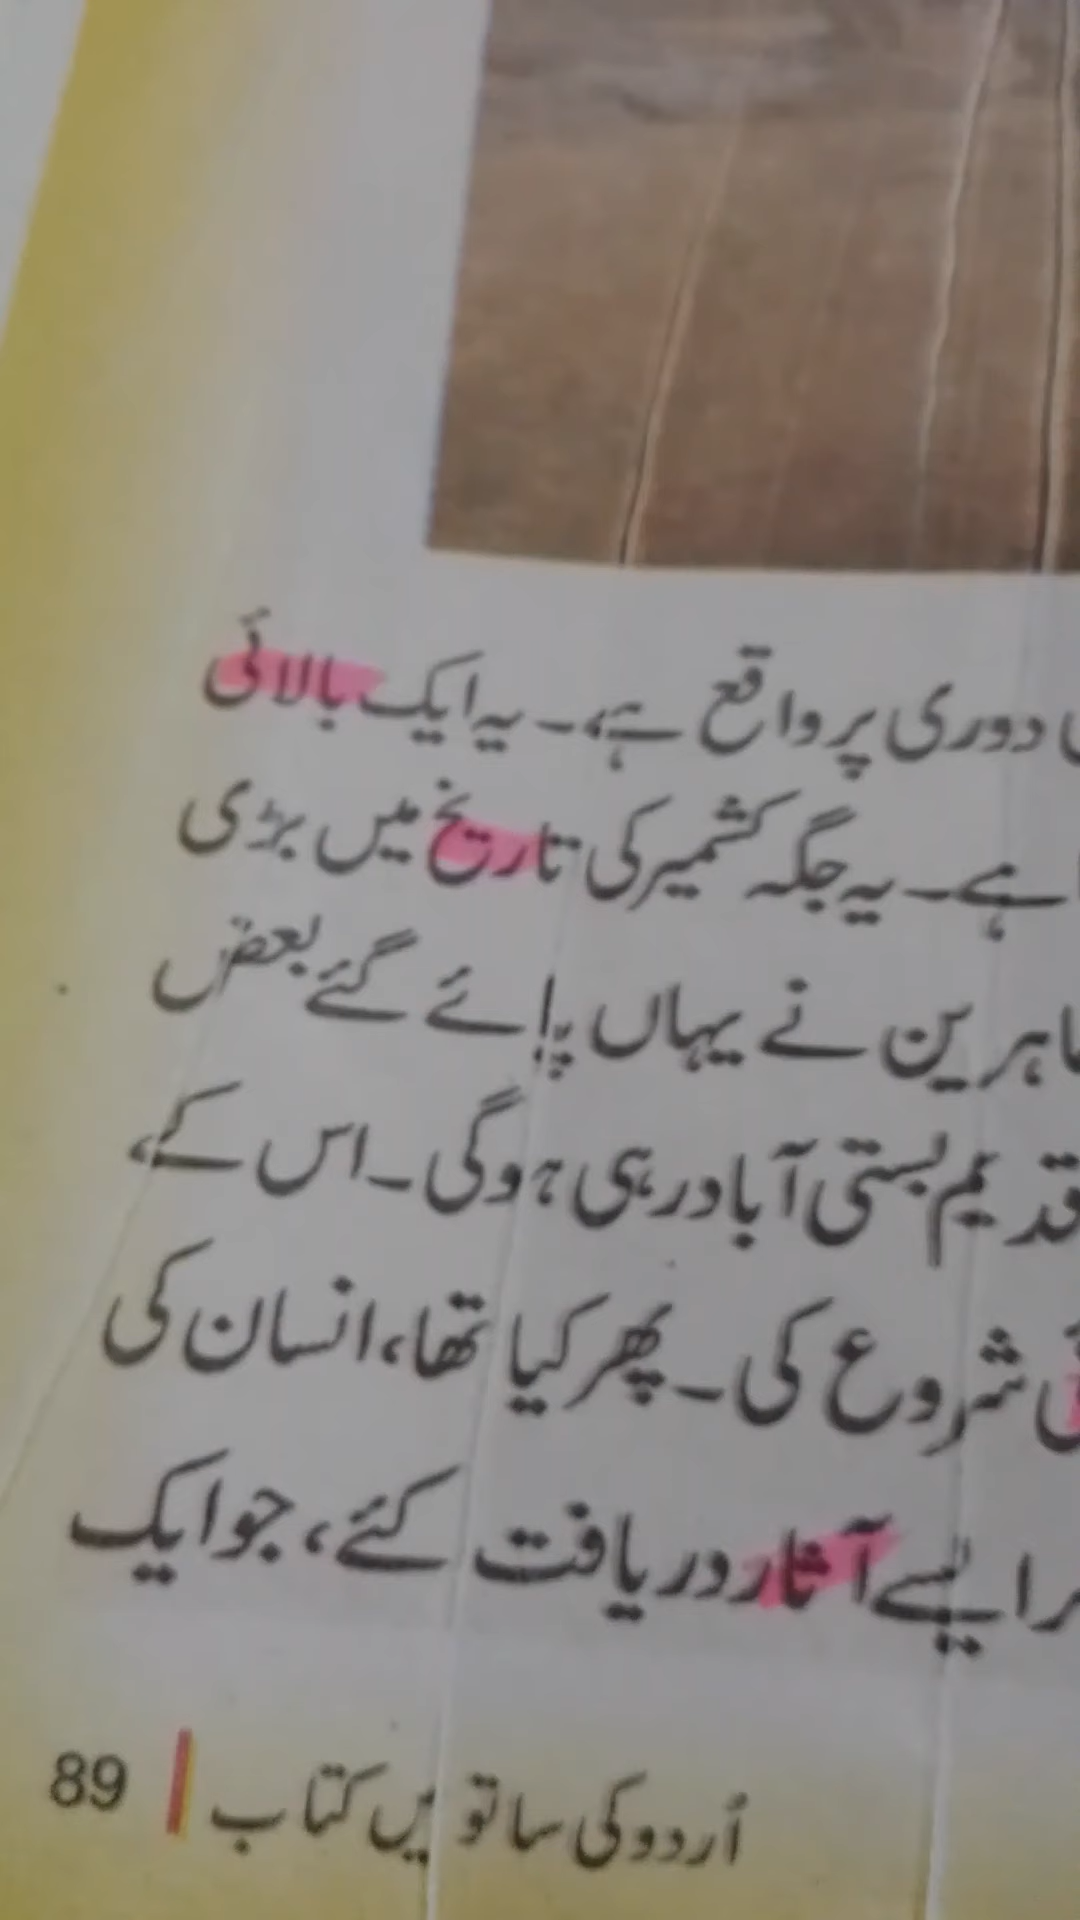 دوری پر واقع ہے۔ یہ ایک بالائی
ہے۔ یہ جگہ کشمیر کی تاریخ میں بڑی
ماہرین نے یہاں پائے گئے بعض
قدیم بستی آباد رہی ہوگی۔ اس کے،
شروع کی۔ پھر کیا تھا، انسان کی
ایسے آثار دریافت کئے، جو ایک
اُردو کی ساتویں کتاب | 89